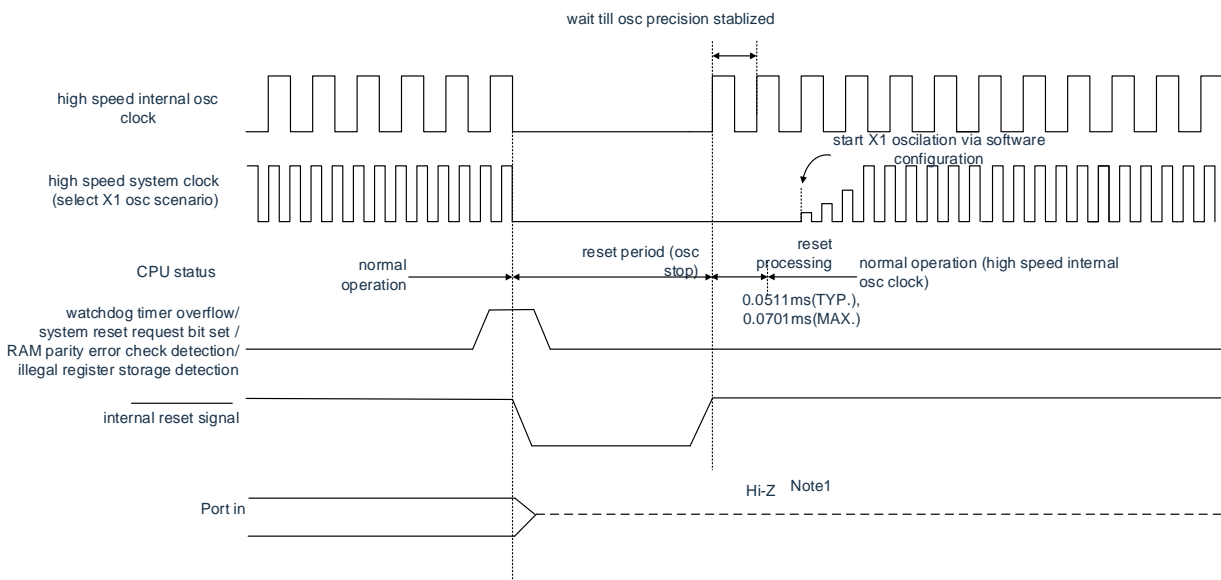 wait till osc precision stablized
high speed internal osc
clock
start X1 oscilation via software
configuration
high speed system clock
(select X1 osc scenario)
CPU status
normal
operation
reset period (osc
stop)
reset
processing
normal operation (high speed internal
osc clock)
0.0511ms(TYP.),
0.0701ms(MAX.)
watchdog timer overflow/
system reset request bit set /
RAM parity error check detection/
illegal register storage detection
internal reset signal
Port in
Hi-Z Note1